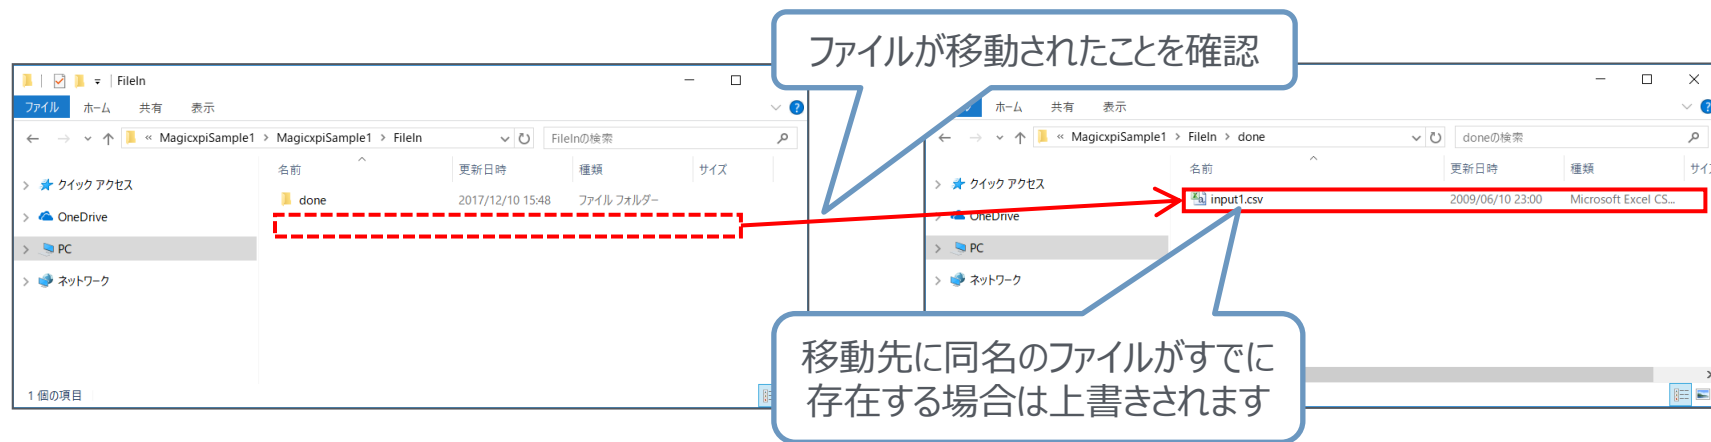 ファイルが移動されたことを確認
FileIn
ファイル ホーム 共有 表示
« MagicxpiSample1 > MagicxpiSample1 > FileIn
FileInの検索
名前 更新日時 種類 サイズ
クイック アクセス
done 2017/12/10 15:48 ファイル フォルダー
OneDrive
PC
ネットワーク
1 個の項目
ホーム 共有 表示
« MagicxpiSample1 > FileIn > done
doneの検索
名前 更新日時 種類
クイック アクセス
input1.csv 2009/06/10 23:00 Microsoft Excel CS...
OneDrive
PC
ネットワーク
移動先に同名のファイルがすでに
存在する場合は上書きされます